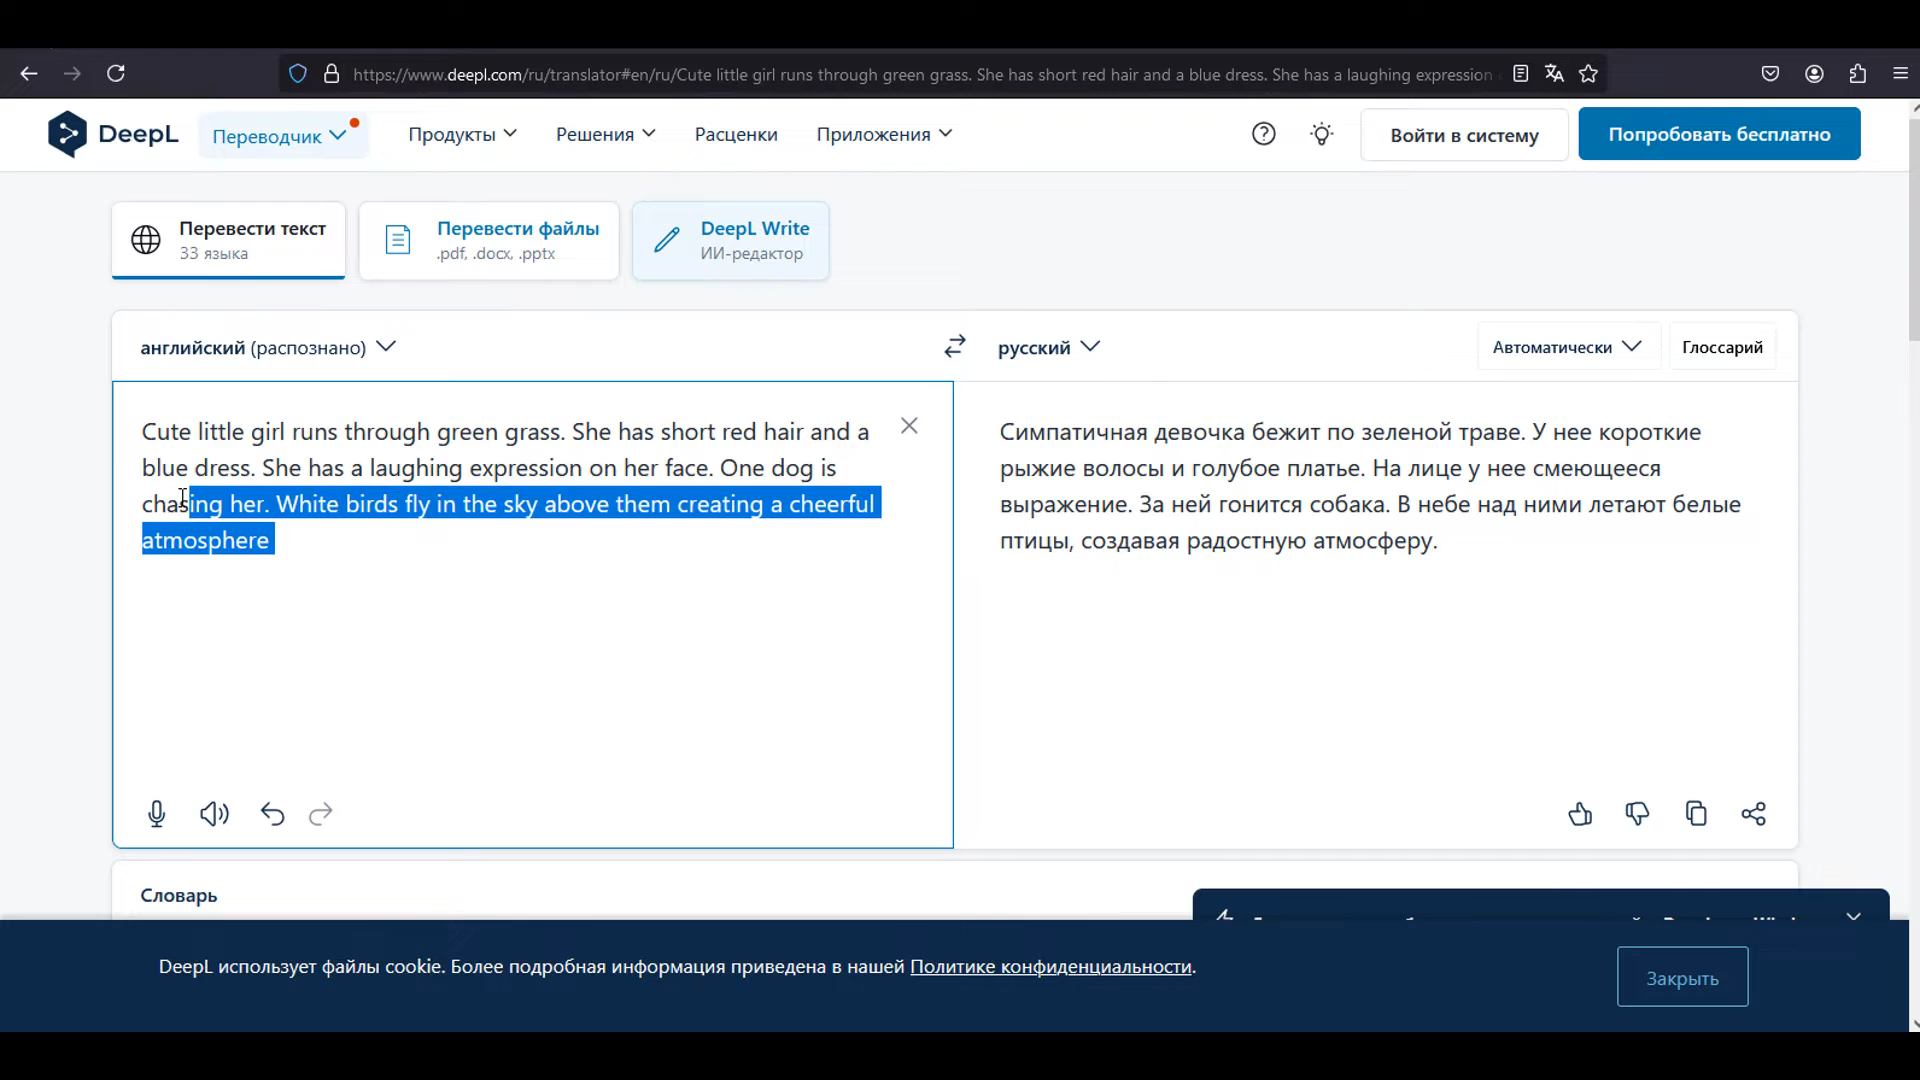 https://www.deepl.com/ru/translator#en/ru/Cute little girl runs through green grass. She has short red hair and a blue dress. She has a laughing expression
DeepL
Переводчик
Продукты
Решения
Расценки
Приложения
Войти в систему
Попробовать бесплатно
Перевести текст
33 языка
Перевести файлы
.pdf, .docx, .pptx
DeepL Write
ИИ-редактор
английский (распознано)
русский
Автоматически
Глоссарий
Cute little girl runs through green grass. She has short red hair and a
blue dress. She has a laughing expression on her face. One dog is
chasing her. White birds fly in the sky above them creating a cheerful
atmosphere
Симпатичная девочка бежит по зеленой траве. У нее короткие
рыжие волосы и голубое платье. На лице у нее смеющееся
выражение. За ней гонится собака. В небе над ними летают белые
птицы, создавая радостную атмосферу.
Словарь
DeepL использует файлы cookie. Более подробная информация приведена в нашей Политике конфиденциальности.
Закрыть